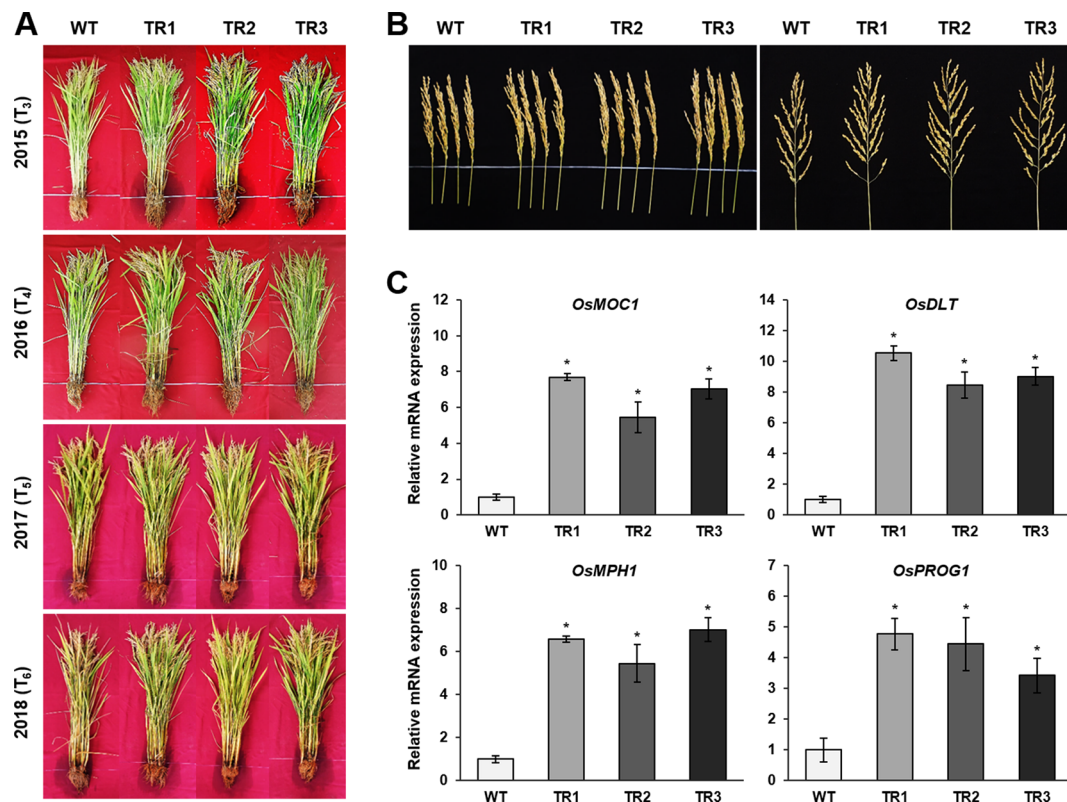 A
WT TR1 TR2 TR3
2015 (T3)
2016 (T4)
2017 (T5)
2018 (T6)
B
WT TR1 TR2 TR3 WT TR1 TR2 TR3
C
OsMOC1
Relative mRNA expression
12
10
8
6
4
2
0
*
*
*
WT TR1 TR2 TR3
OsDLT
14
12
10
8
6
4
2
0
*
*
*
WT TR1 TR2 TR3
OsMPH1
Relative mRNA expression
10
8
6
4
2
0
*
*
*
WT TR1 TR2 TR3
OsPROG1
7
6
5
4
3
2
1
0
*
*
*
WT TR1 TR2 TR3